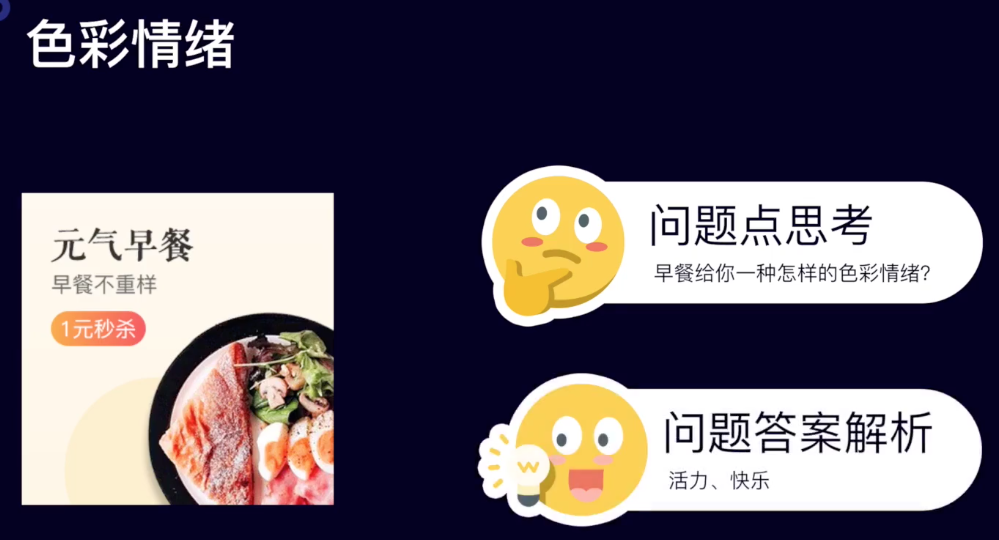 色彩情绪
元气早餐
早餐不重样
1元秒杀
问题点思考
早餐给你一种怎样的色彩情绪?
问题答案解析
活力、快乐